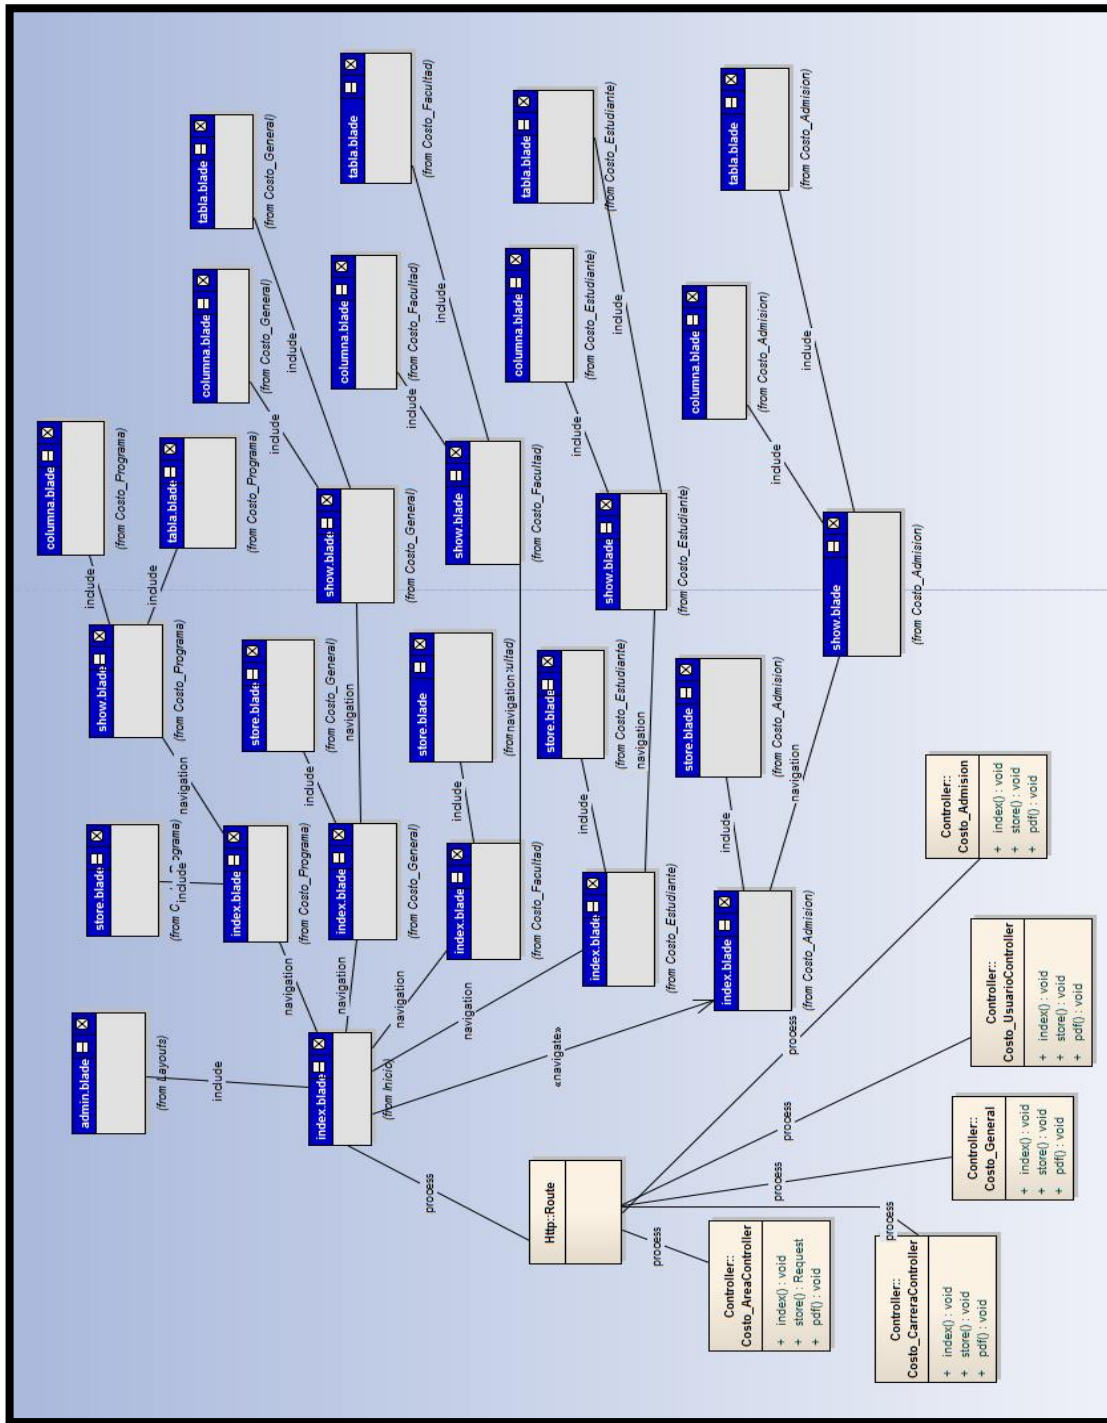 admin.blade
(from Layouts)
include
store.blade
(from C
ograma)
include
show.blade
(from Costo_Programa)
columna.blade
(from Costo_Programa)
include
tabla.blade
(from Costo_Programa)
include
navigation
index.blade
(from Costo_Programa)
navigation
index.blade
(from Inicio)
store.blade
(from Costo_General)
include
columna.blade
(from Costo_General)
include
tabla.blade
(from Costo_General)
include
index.blade
(from Costo_General)
navigation
show.blade
(from Costo_General)
navigation
columna.blade
(from Costo_Facultad)
include
tabla.blade
(from Costo_Facultad)
include
store.blade
(from
navigation
ultad)
include
index.blade
(from Costo_Facultad)
navigation
show.blade
(from Costo_Facultad)
columna.blade
(from Costo_Estudiante)
include
tabla.blade
(from Costo_Estudiante)
include
store.blade
(from Costo_Estudiante)
include
index.blade
(from Costo_Estudiante)
navigation
show.blade
(from Costo_Estudiante)
navigation
«navigate»
store.blade
(from Costo_Admision)
include
columna.blade
(from Costo_Admision)
include
tabla.blade
(from Costo_Admision)
include
index.blade
(from Costo_Admision)
navigation
show.blade
(from Costo_Admision)
process
Http::Route
process
Controller::
Costo_AreaController
+ index() : void
+ store() : Request
+ pdf() : void
process
Controller::
Costo_CarreraController
+ index() : void
+ store() : void
+ pdf() : void
process
Controller::
Costo_General
+ index() : void
+ store() : void
+ pdf() : void
process
Controller::
Costo_UsuarioController
+ index() : void
+ store() : void
+ pdf() : void
process
Controller::
Costo_Admision
+ index() : void
+ store() : void
+ pdf() : void